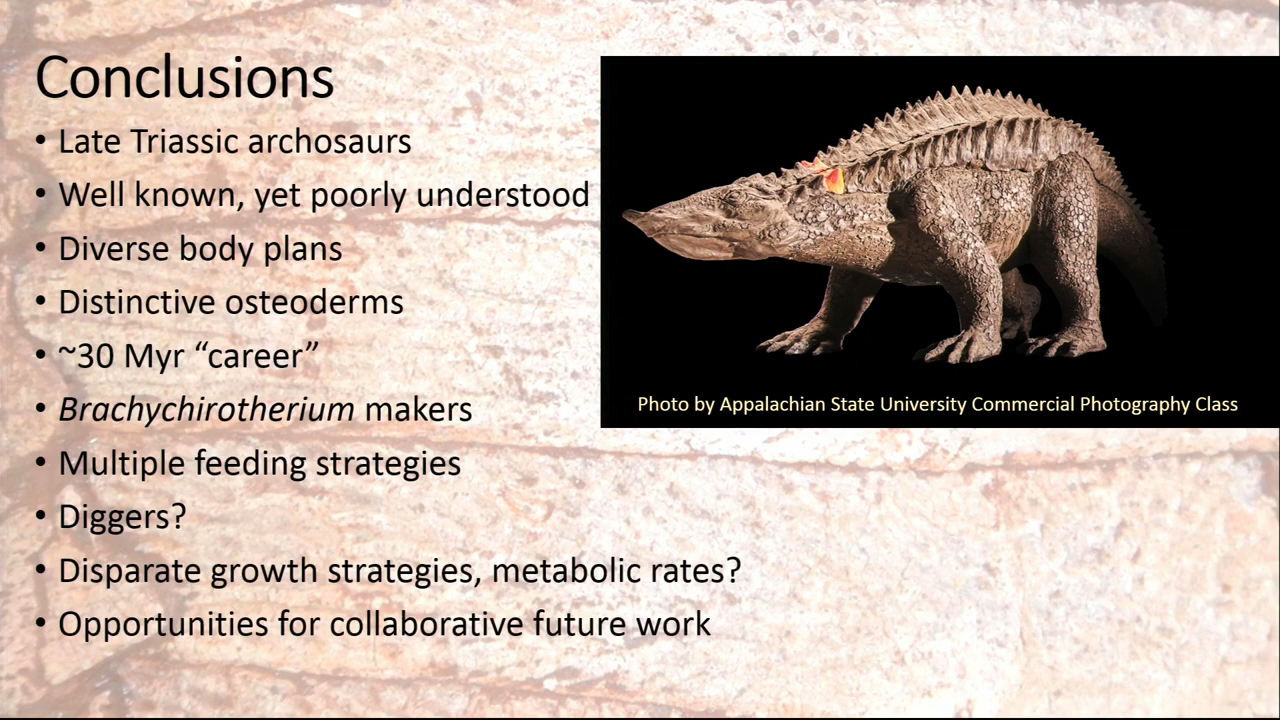 Conclusions
• Late Triassic archosaurs
• Well known, yet poorly understood
• Diverse body plans
• Distinctive osteoderms
• ~30 Myr “career”
• Brachychirotherium makers
• Multiple feeding strategies
• Diggers?
• Disparate growth strategies, metabolic rates?
• Opportunities for collaborative future work
Photo by Appalachian State University Commercial Photography Class